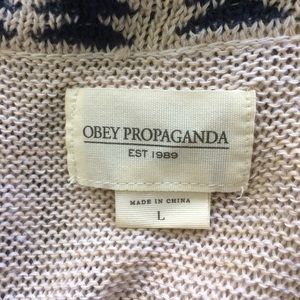 OBEY PROPAGANDA
EST 1989
MADE IN CHINA
L